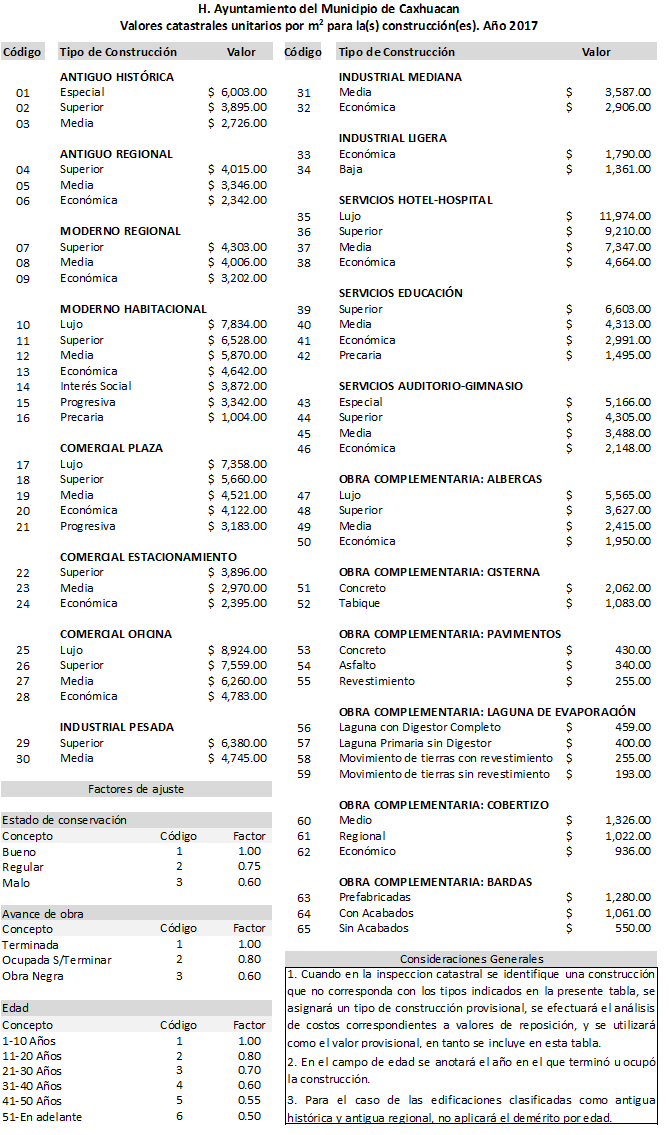 H. Ayuntamiento del Municipio de Caxhuacan
Valores catastrales unitarios por m² para la(s) construcción(es). Año 2017
Código Tipo de Construcción Valor
ANTIGUO HISTÓRICA
01 Especial $ 6,003.00
02 Superior $ 3,895.00
03 Media $ 2,726.00
ANTIGUO REGIONAL
04 Superior $ 4,015.00
05 Media $ 3,346.00
06 Económica $ 2,342.00
MODERNO REGIONAL
07 Superior $ 4,303.00
08 Media $ 4,006.00
09 Económica $ 3,202.00
MODERNO HABITACIONAL
10 Lujo $ 7,834.00
11 Superior $ 6,528.00
12 Media $ 5,870.00
13 Económica $ 4,642.00
14 Interés Social $ 3,872.00
15 Progresiva $ 3,342.00
16 Precaria $ 1,004.00
COMERCIAL PLAZA
17 Lujo $ 7,358.00
18 Superior $ 5,660.00
19 Media $ 4,521.00
20 Económica $ 4,122.00
21 Progresiva $ 3,183.00
COMERCIAL ESTACIONAMIENTO
22 Superior $ 3,896.00
23 Media $ 2,970.00
24 Económica $ 2,395.00
COMERCIAL OFICINA
25 Lujo $ 8,924.00
26 Superior $ 7,559.00
27 Media $ 6,260.00
28 Económica $ 4,783.00
INDUSTRIAL PESADA
29 Superior $ 6,380.00
30 Media $ 4,745.00
Factores de ajuste
Estado de conservación
Concepto Código Factor
Bueno 1 1.00
Regular 2 0.75
Malo 3 0.60
Avance de obra
Concepto Código Factor
Terminada 1 1.00
Ocupada S/Terminar 2 0.80
Obra Negra 3 0.60
Edad
Concepto Código Factor
1-10 Años 1 1.00
11-20 Años 2 0.80
21-30 Años 3 0.70
31-40 Años 4 0.60
41-50 Años 5 0.55
51-En adelante 6 0.50
Código Tipo de Construcción Valor
INDUSTRIAL MEDIANA
31 Media $ 3,587.00
32 Económica $ 2,906.00
INDUSTRIAL LIGERA
33 Económica $ 1,790.00
34 Baja $ 1,361.00
SERVICIOS HOTEL-HOSPITAL
35 Lujo $ 11,974.00
36 Superior $ 9,210.00
37 Media $ 7,347.00
38 Económica $ 4,664.00
SERVICIOS EDUCACIÓN
39 Superior $ 6,603.00
40 Media $ 4,313.00
41 Económica $ 2,991.00
42 Precaria $ 1,495.00
SERVICIOS AUDITORIO-GIMNASIO
43 Especial $ 5,166.00
44 Superior $ 4,305.00
45 Media $ 3,488.00
46 Económica $ 2,148.00
OBRA COMPLEMENTARIA: ALBERCAS
47 Lujo $ 5,565.00
48 Superior $ 3,627.00
49 Media $ 2,415.00
50 Económica $ 1,950.00
OBRA COMPLEMENTARIA: CISTERNA
51 Concreto $ 2,062.00
52 Tabique $ 1,083.00
OBRA COMPLEMENTARIA: PAVIMENTOS
53 Concreto $ 430.00
54 Asfalto $ 340.00
55 Revestimiento $ 255.00
OBRA COMPLEMENTARIA: LAGUNA DE EVAPORACIÓN
56 Laguna con Digestor Completo $ 459.00
57 Laguna Primaria sin Digestor $ 400.00
58 Movimiento de tierras con revestimiento $ 255.00
59 Movimiento de tierras sin revestimiento $ 193.00
OBRA COMPLEMENTARIA: COBERTIZO
60 Medio $ 1,326.00
61 Regional $ 1,022.00
62 Económico $ 936.00
OBRA COMPLEMENTARIA: BARDAS
63 Prefabricadas $ 1,280.00
64 Con Acabados $ 1,061.00
65 Sin Acabados $ 550.00
Consideraciones Generales
1. Cuando en la inspeccion catastral se identifique una construcción
que no corresponda con los tipos indicados en la presente tabla, se
asignará un tipo de construcción provisional, se efectuará el análisis
de costos correspondientes a valores de reposición, y se utilizará
como el valor provisional, en tanto se incluye en esta tabla.
2. En el campo de edad se anotará el año en el que terminó u ocupó
la construcción.
3. Para el caso de las edificaciones clasificadas como antigua
histórica y antigua regional, no aplicará el demérito por edad.